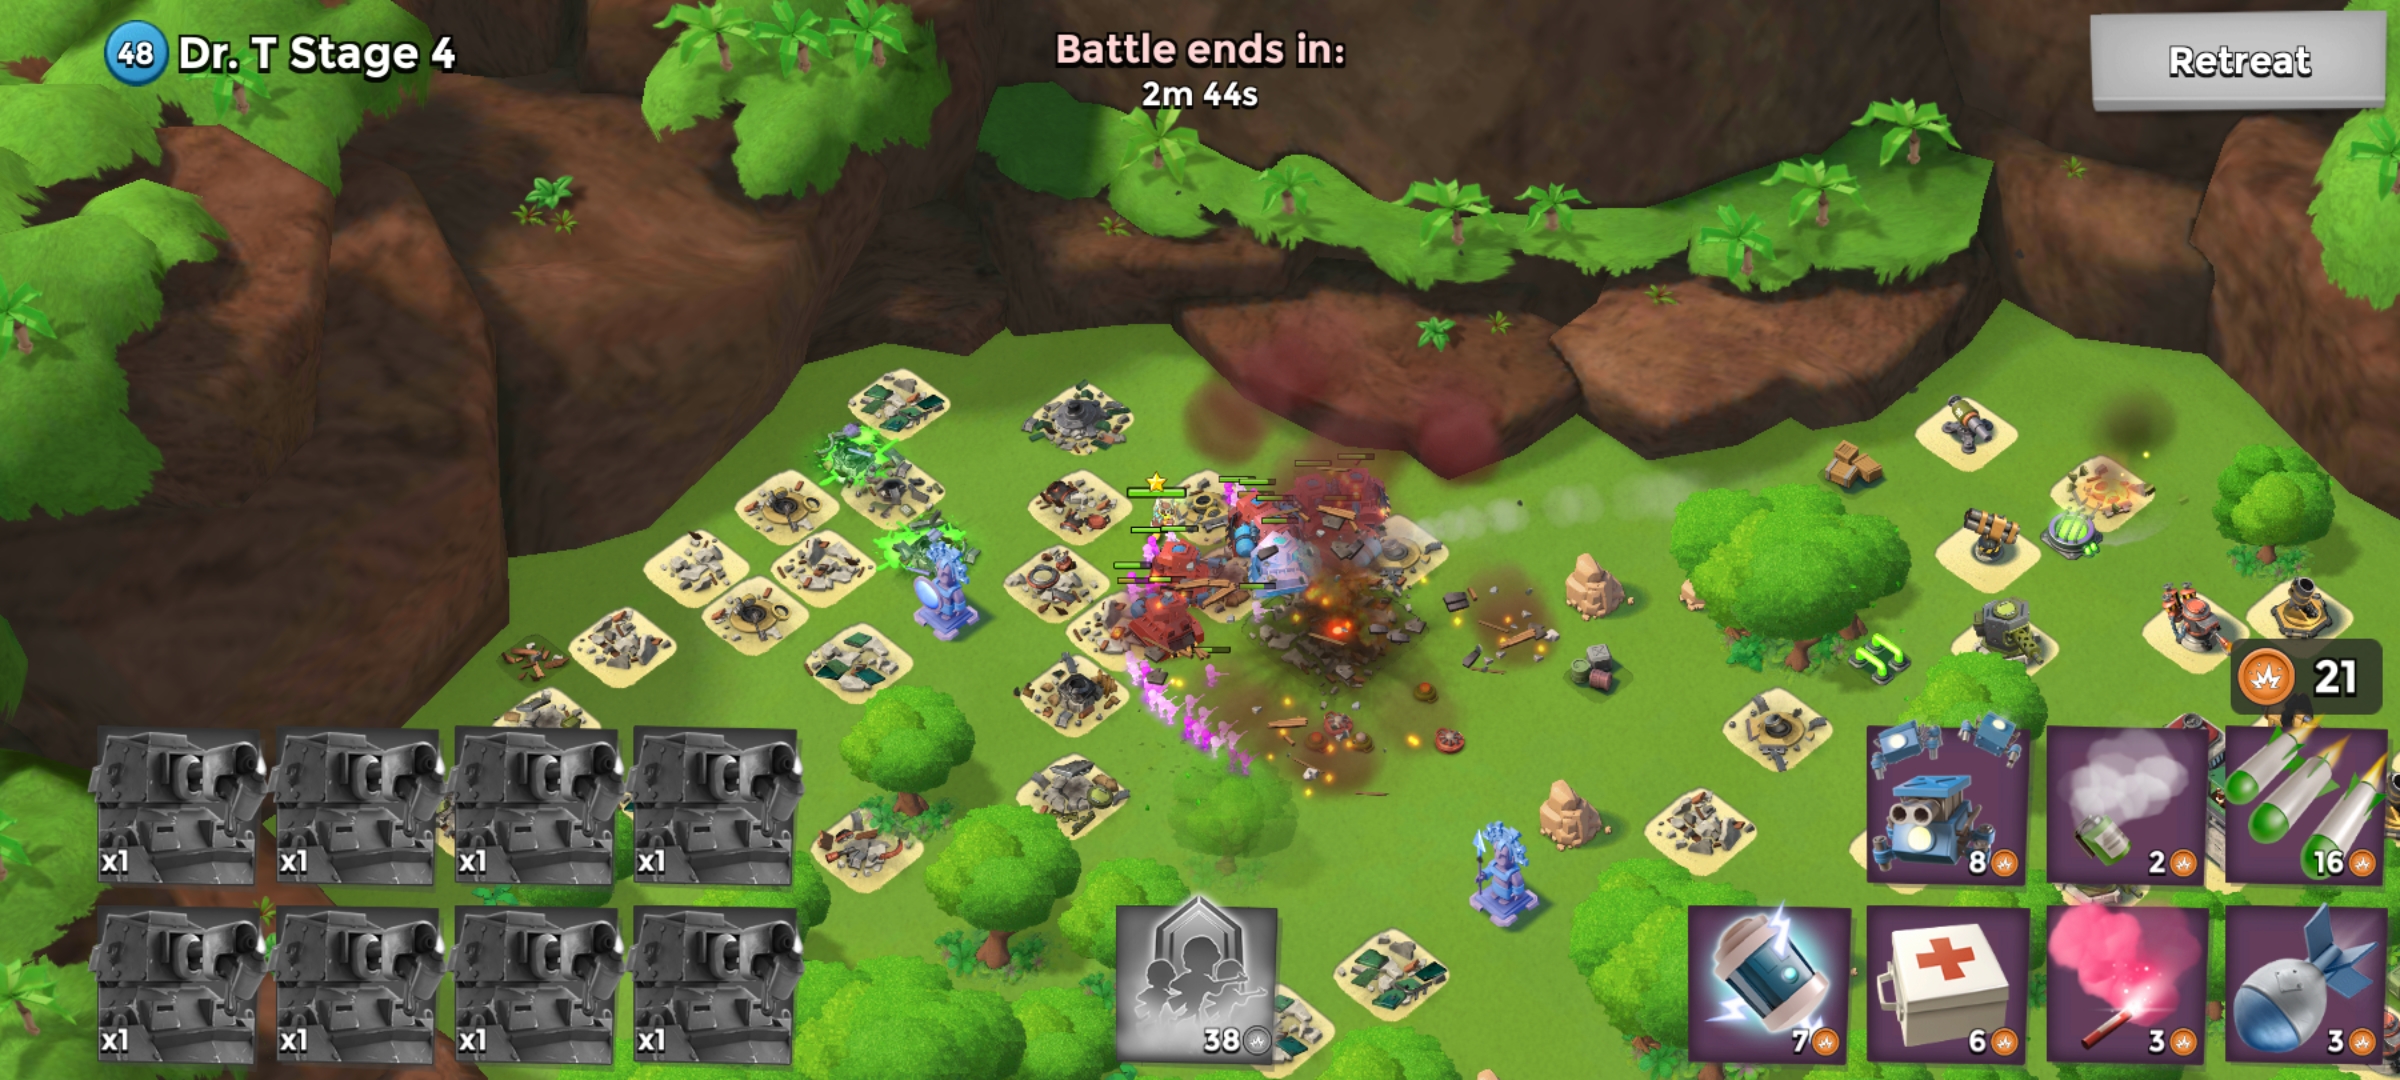 48 Dr. T Stage 4
Battle ends in:
2m 44s
Retreat
21
x1 x1 x1 x1
8 2 16
x1 x1 x1 x1
38
7 6 3 3